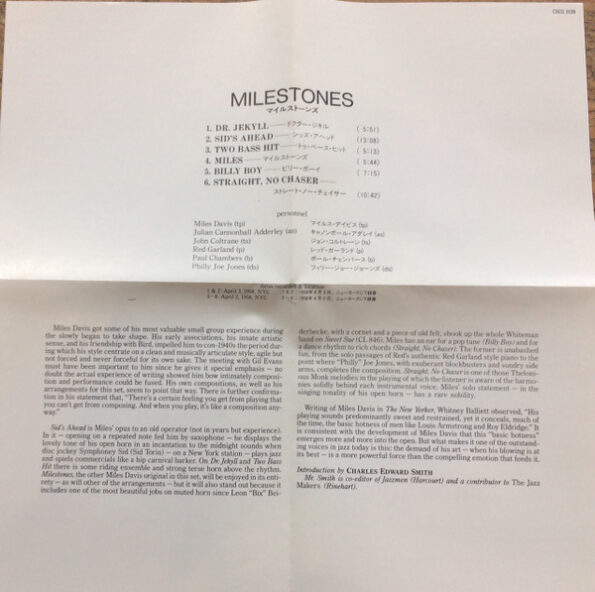 MILESTONES
マイルストーンズ
1. DR. JEKYLL——ドクター・ジキル ( 5:51)
2. SID'S AHEAD——シッズ・アヘッド (13:08)
3. TWO BASS HIT——トゥ・ベース・ヒット ( 5:13)
4. MILES——マイルストーンズ ( 5:44)
5. BILLY BOY——ビリー・ボーイ ( 7:15)
6. STRAIGHT, NO CHASER——
ストレート・ノー・チェイサー (10:42)
personnel
Miles Davis (tp) マイルス・デイビス (tp)
Julian Cannonball Adderley (as) キャノンボール・アダレイ (as)
John Coltrane (ts) ジョン・コルトレーン (ts)
Red Garland (p) レッド・ガーランド (p)
Paul Chambers (b) ポール・チェンバース (b)
Philly Joe Jones (ds) フィリー・ジョー・ジョーンズ (ds)
Miles Davis got some of his most valuable small group experience during
the slowly began to take shape. His early associations, his innate artistic
sense, and his friendship with Bird, impelled him to con-1940s the period dur-
ing which his style centrate on a clean and musically articulate style, agile but
not forced and never forceful for its own sake. The meeting with Gil Evans
must have been important to him since he gives it special emphasis — no
doubt the actual experience of writing showed him how intimately composi-
tion and performance could be fused. His own compositions, as well as his
arrangements for this set, seem to point that way. There is further confirma-
tion in his statement that, "There's a certain feeling you get from playing that
you can't get from composing. And when you play, it's like a composition any-
way."
Sid's Ahead is Miles' opus to an old operator (not in years but experience).
In it — opening on a repeated note fed him by saxophone — he displays the
lovely tone of his open horn in an incantation to the midnight sounds when
disc jockey Symphoney Sid (Sid Torin) — on a New York station — plays jazz
and spiels commercials like a hip carnival barker. On Dr. Jekyll and Two Bass
Hit there is some riding ensemble and strong terse horn above the rhythm.
Milestones, the other Miles Davis original in this set, will be enjoyed in its enti-
rety — as will other of the arrangements — but it will also stand out because it
includes one of the most beautiful jobs on muted horn since Leon "Bix" Bei-
derbecke, with a cornet and a piece of old felt, shook up the whole Whiteman
band on Sweet Sue (CL 846). Miles has an ear for a pop tune (Billy Boy) and for
a dance rhythm to rich chords (Straight, No Chaser). The former is unabashed
fun, from the solo passages of Red's authentic Red Garland style piano to the
point where "Philly" Joe Jones, with exuberant blockbusters and sundry side
arms, completes the composition. Straight, No Chaser is one of those Theloni-
ous Monk melodies in the playing of which the listener is aware of the harmo-
nies solidly behind each instrumental voice. Miles' solo statement — in the
singing tonality of his open horn — has a rare sobility.
Writing of Miles Davis in The New Yorker, Whitney Balliett observed, "His
playing sounds predominantly sweet and restrained, yet it conceals, much of
the time, the basic hotness of men like Louis Armstrong and Roy Eldridge." It
is consistent with the development of Miles Davis that this "basic hotness"
emerges more and more into the open. But what makes it one of the outstand-
ing voices in jazz today is this: the demand of his art — when his blowing is at
its best — is a more powerful force than the compelling emotion that feeds it.
Introduction by CHARLES EDWARD SMITH
Mr. Smith is co-editor of Jazzmen (Harcourt) and a contributor to The Jazz
Makers (Rinehart).